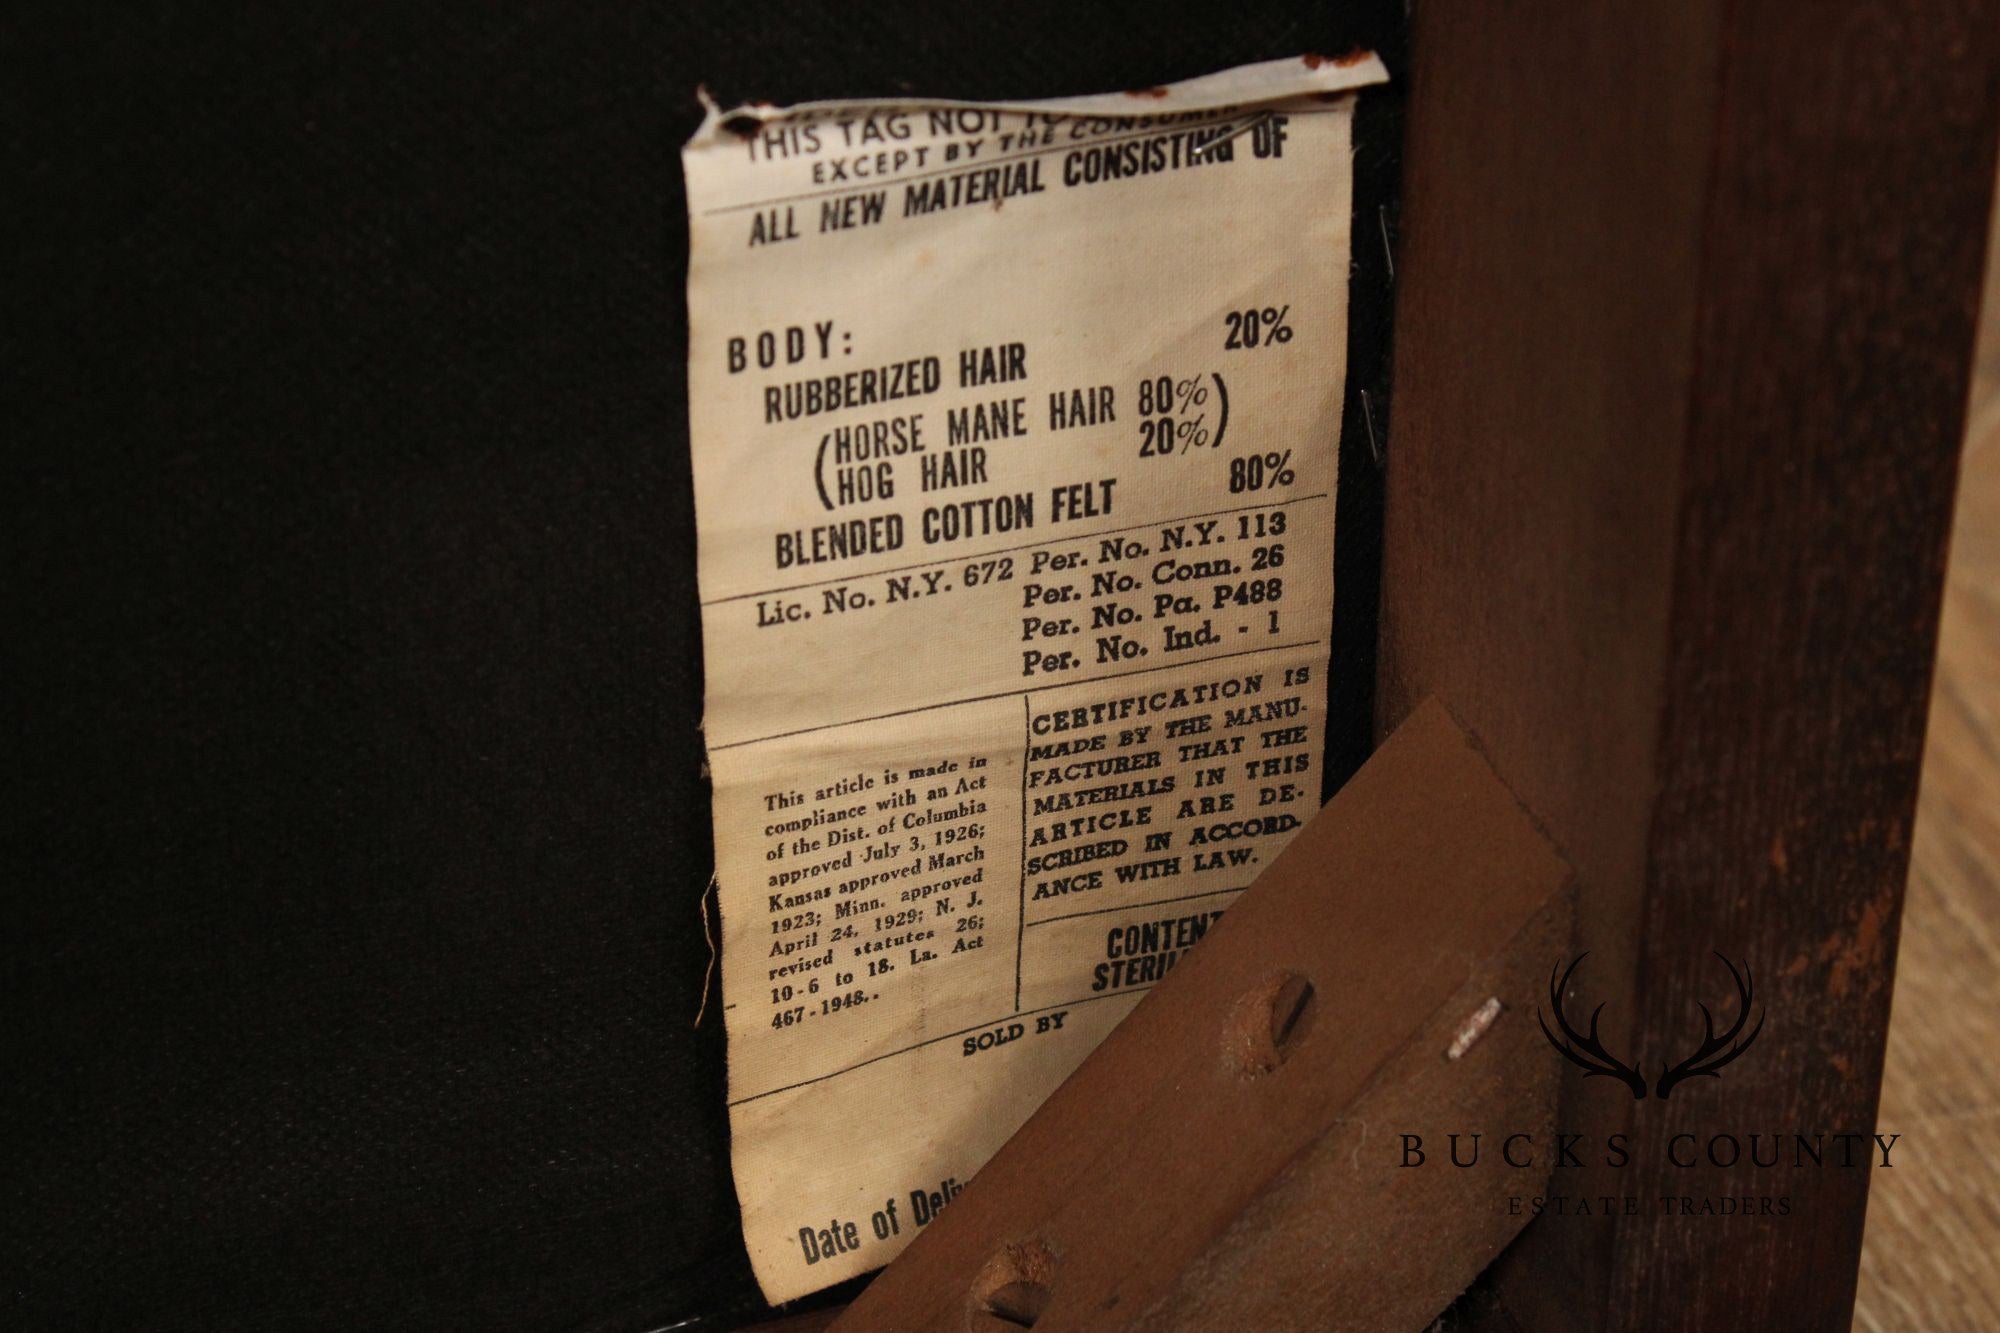 THIS TAG NOT TO
EXCEPT BY THE CONSUMER
ALL NEW MATERIAL CONSISTING OF
BODY:
RUBBERIZED HAIR 20%
(HORSE MANE HAIR 80%)
(HOG HAIR 20%)
BLENDED COTTON FELT 80%
Lic. No. N.Y. 672 Per. No. N.Y. 113
Per. No. Conn. 26
Per. No. Pa. P488
Per. No. Ind. - 1
This article is made in
compliance with an Act
of the Dist. of Columbia
approved July 3, 1926;
Kansas approved March
1923; Minn. approved
April 24, 1929; N. J.
revised statutes 26;
10-6 to 18. La. Act
467-1948..
CERTIFICATION IS
MADE BY THE MANU-
FACTURER THAT THE
MATERIALS IN THIS
ARTICLE ARE DE-
SCRIBED IN ACCORD-
ANCE WITH LAW.
CONTENT
STERIL
SOLD BY
Date of Deliv
BUCKS COUNTY
ESTATE TRADERS